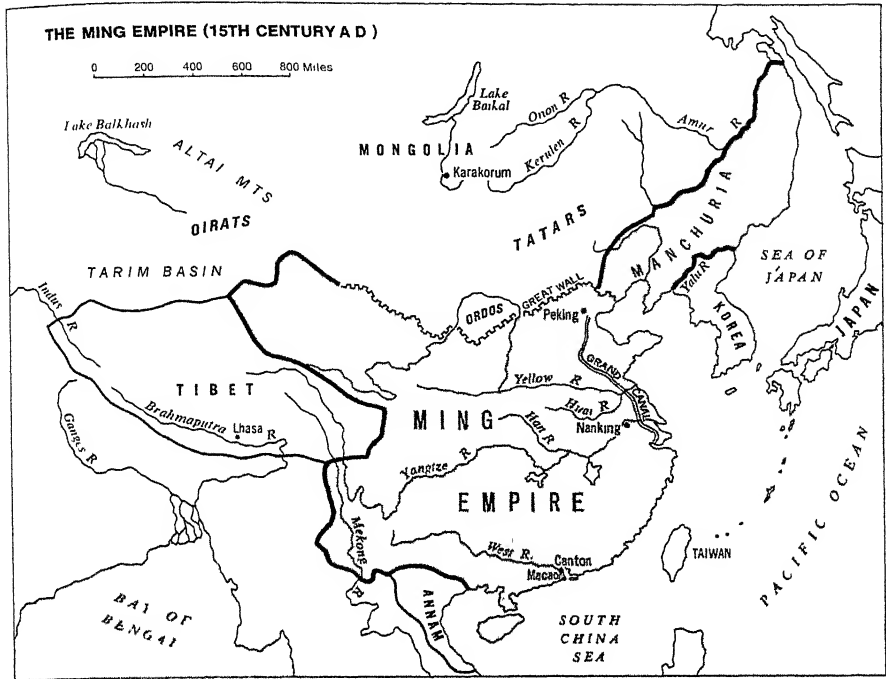 THE MING EMPIRE (15TH CENTURY A D )
0 200 400 600 800 Miles
Lake Balkhash
ALTAI MTS
OIRATS
TARIM BASIN
Lake
Baikal
MONGOLIA
Karakorum
Onon R
Kerulen R
Amur R
TATARS
MANCHURIA
SEA OF
JAPAN
JAPAN
Yalu R
KOREA
ORDOS
GREAT WALL
Peking
GRAND CANAL
Indus R
TIBET
Brahmaputra R
Lhasa
Ganges R
Yellow R
MING
Huai R
Han R
Nanking
Yangtze R
EMPIRE
Mekong R
West R.
Canton
Macao
TAIWAN
ANNAM
BAY OF
BENGAL
SOUTH
CHINA
SEA
PACIFIC OCEAN